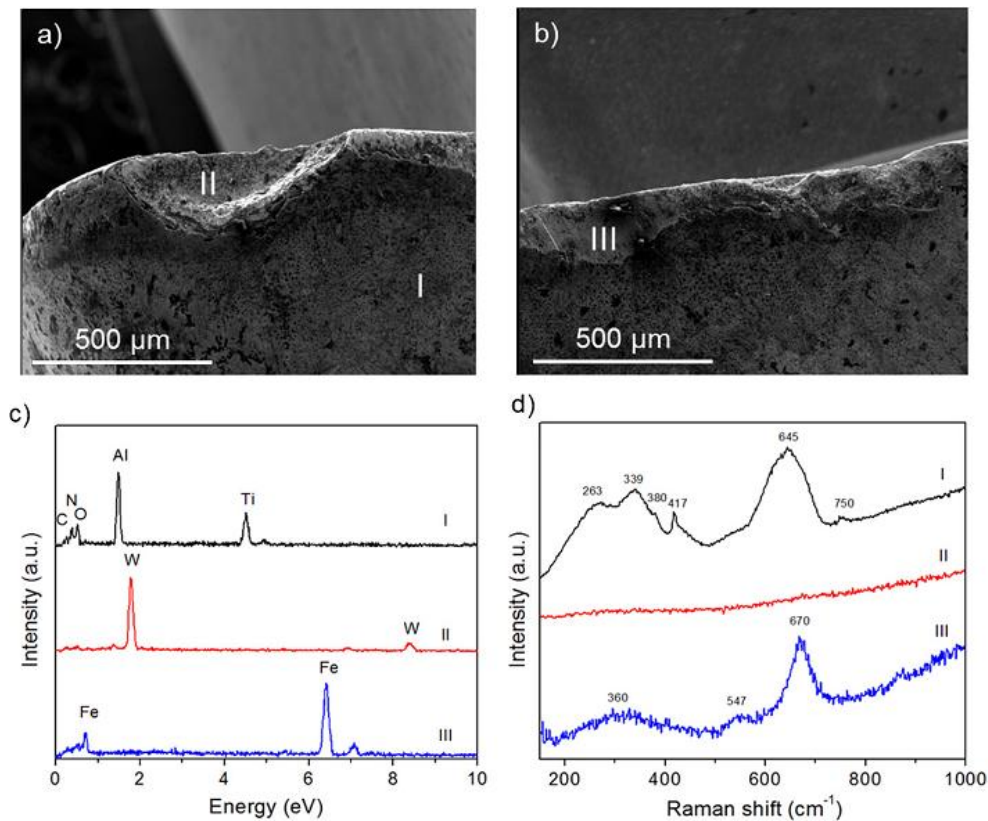 a)
II
I
500 µm
b)
III
500 µm
c)
Intensity (a.u.)
C
N
O
Al
Ti
I
W
W
II
Fe
Fe
III
0 2 4 6 8 10
Energy (eV)
d)
Intensity (a.u.)
263
339
380
417
645
750
I
II
360
547
670
III
200 400 600 800 1000
Raman shift (cm⁻¹)